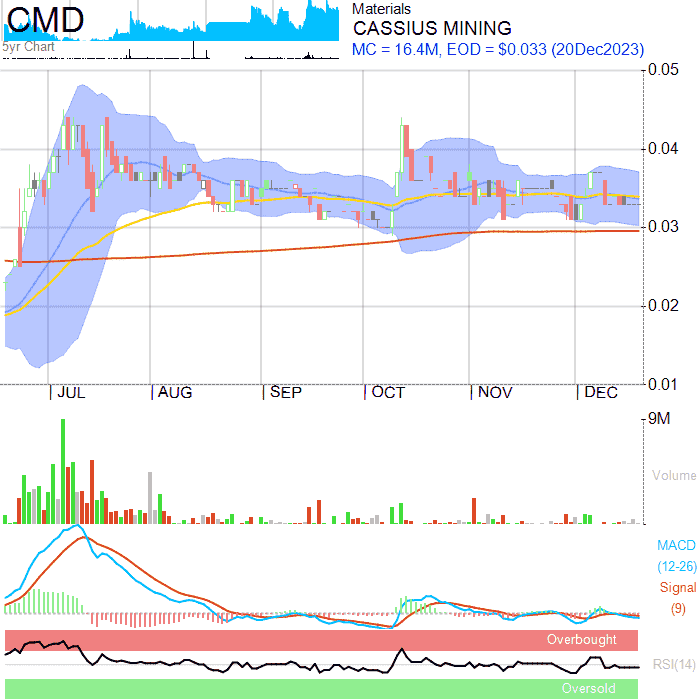 CMD
5yr Chart
Materials
CASSIUS MINING
MC = 16.4M, EOD = $0.033 (20Dec2023)
0.05
0.04
0.03
0.02
0.01
JUL
AUG
SEP
OCT
NOV
DEC
9M
Volume
MACD
(12-26)
Signal
(9)
Overbought
RSI(14)
Oversold